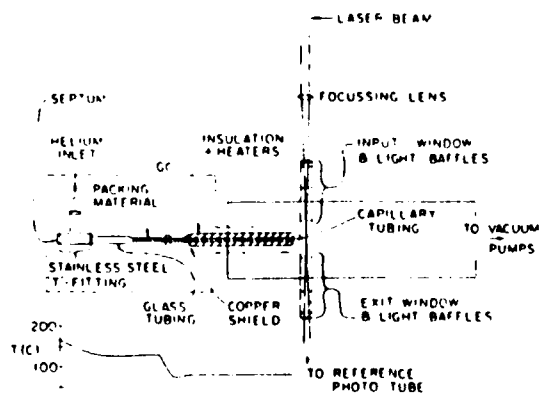 LASER BEAM
SEPTUM
FOCUSSING LENS
HELIUM
INLET
INSULATION
+ HEATERS
INPUT WINDOW
& LIGHT BAFFLES
GC
PACKING
MATERIAL
CAPILLARY
TUBING
TO VACUUM
PUMPS
STAINLESS STEEL
'T'-FITTING
GLASS
TUBING
COPPER
SHIELD
EXIT WINDOW
& LIGHT BAFFLES
200
T(C)
100
TO REFERENCE
PHOTO TUBE